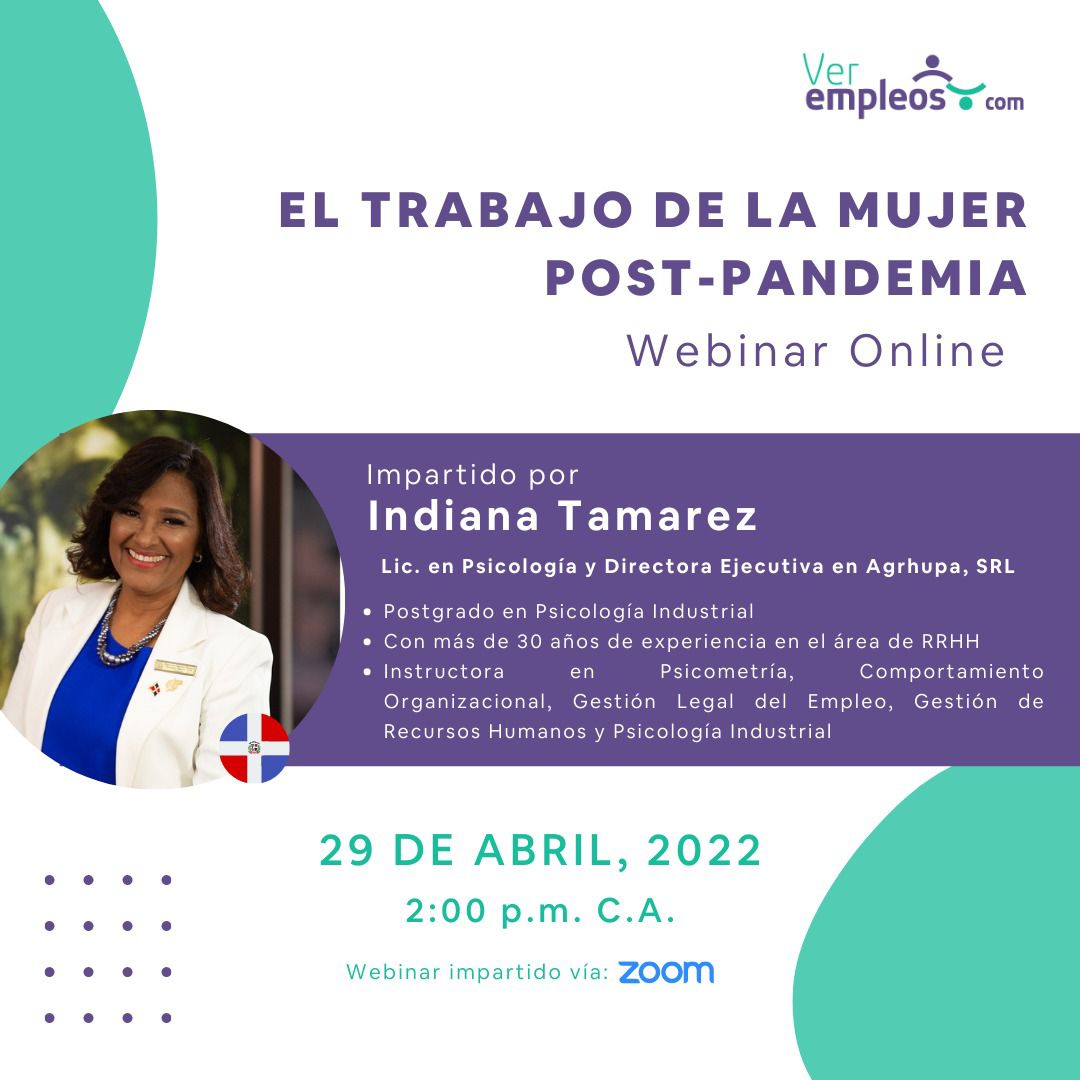 Ver
empleos com
EL TRABAJO DE LA MUJER
POST-PANDEMIA
Webinar Online
Impartido por
Indiana Tamarez
Lic. en Psicología y Directora Ejecutiva en Agrhupa, SRL
• Postgrado en Psicología Industrial
• Con más de 30 años de experiencia en el área de RRHH
• Instructora en Psicometría, Comportamiento
Organizacional, Gestión Legal del Empleo, Gestión de
Recursos Humanos y Psicología Industrial
29 DE ABRIL, 2022
2:00 p.m. C.A.
Webinar impartido vía: zoom